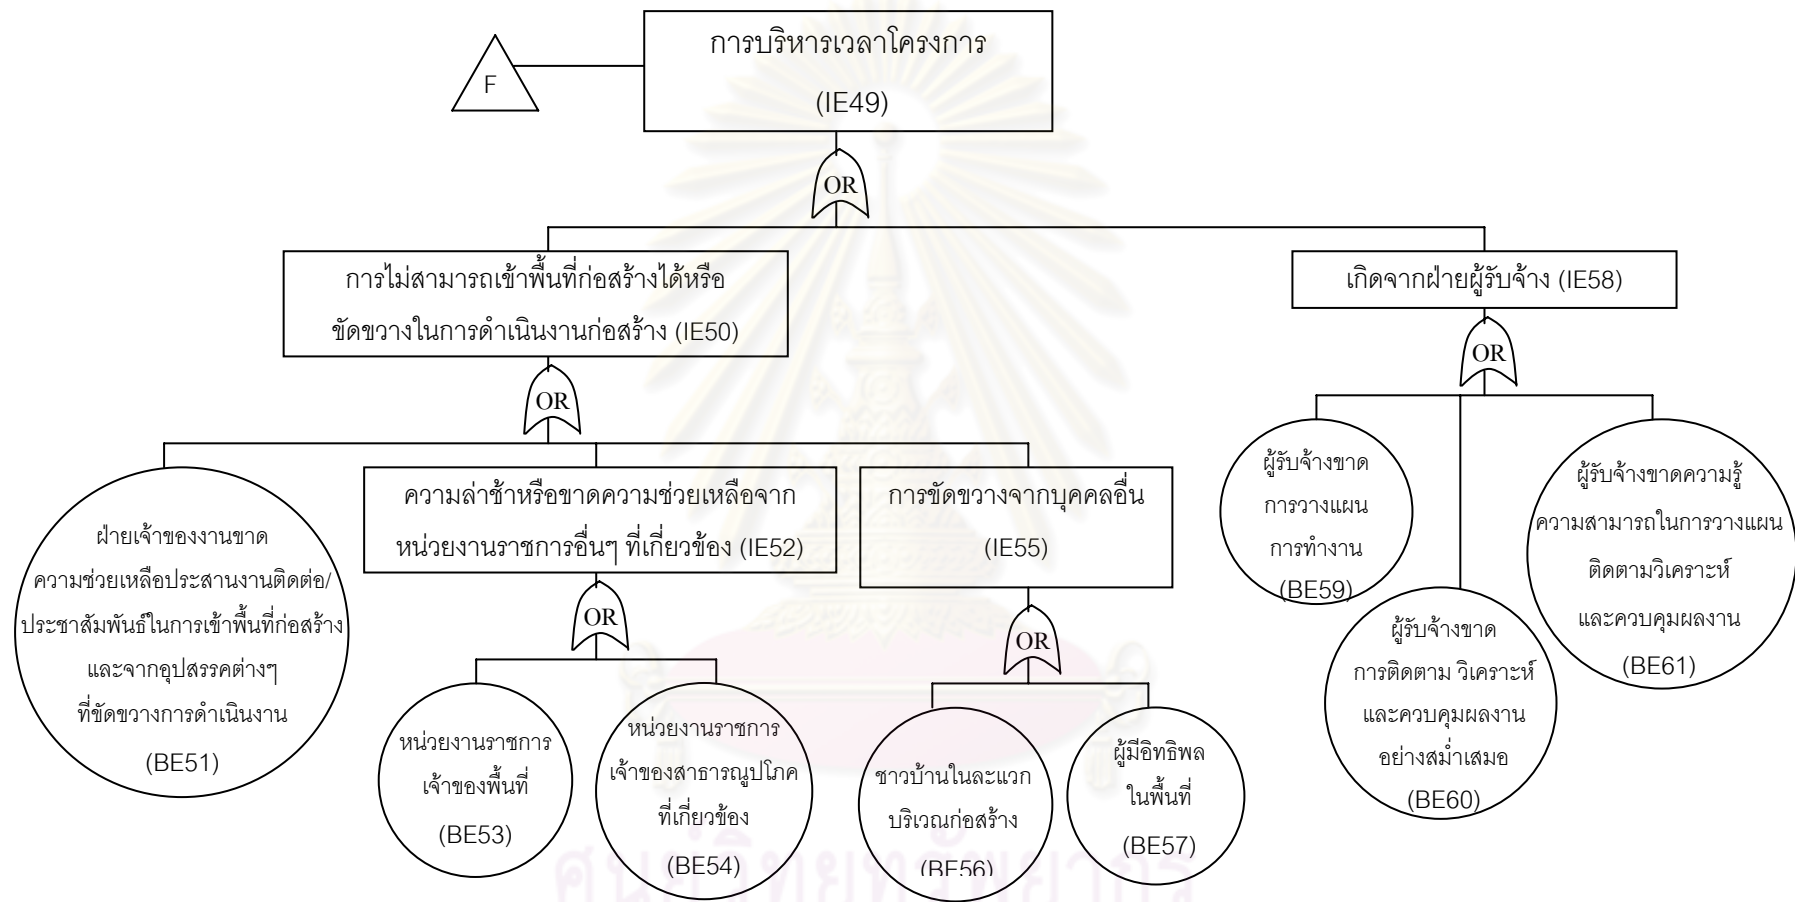 การบริหารเวลาโครงการ
(IE49)
F
OR
การไม่สามารถเข้าพื้นที่ก่อสร้างได้หรือ
ขัดขวางในการดำเนินงานก่อสร้าง (IE50)
เกิดจากฝ่ายผู้รับจ้าง (IE58)
OR
OR
ฝ่ายเจ้าของงานขาด
ความช่วยเหลือประสานงานติดต่อ/
ประชาสัมพันธ์ในการเข้าพื้นที่ก่อสร้าง
และจากอุปสรรคต่างๆ
ที่ขัดขวางการดำเนินงาน
(BE51)
ความล่าช้าหรือขาดความช่วยเหลือจาก
หน่วยงานราชการอื่นๆ ที่เกี่ยวข้อง (IE52)
การขัดขวางจากบุคคลอื่น
(IE55)
ผู้รับจ้างขาด
การวางแผน
การทำงาน
(BE59)
ผู้รับจ้างขาดความรู้
ความสามารถในการวางแผน
ติดตามวิเคราะห์
และควบคุมผลงาน
(BE61)
OR
OR
ผู้รับจ้างขาด
การติดตาม วิเคราะห์
และควบคุมผลงาน
อย่างสม่ำเสมอ
(BE60)
หน่วยงานราชการ
เจ้าของพื้นที่
(BE53)
หน่วยงานราชการ
เจ้าของสาธารณูปโภค
ที่เกี่ยวข้อง
(BE54)
ชาวบ้านในละแวก
บริเวณก่อสร้าง
(BE56)
ผู้มีอิทธิพล
ในพื้นที่
(BE57)
ศูนย์วิทยทรัพยากร